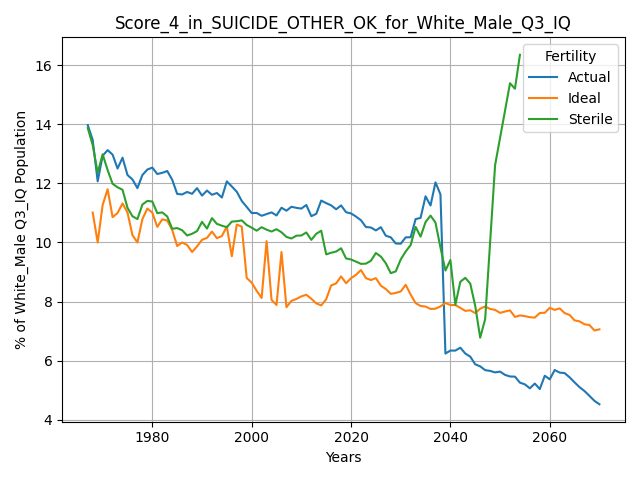 Score_4_in_SUICIDE_OTHER_OK_for_White_Male_Q3_IQ
% of White_Male Q3_IQ Population
16
14
12
10
8
6
4
Fertility
Actual
Ideal
Sterile
1980
2000
2020
2040
2060
Years